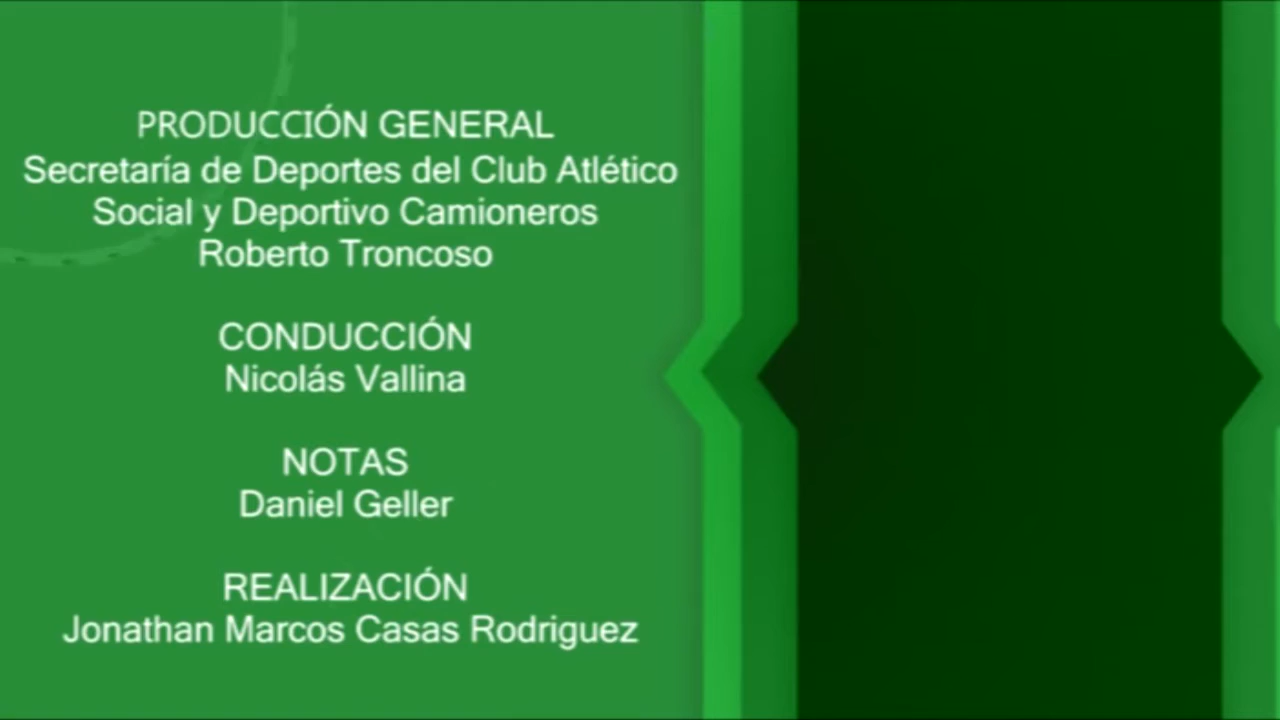 PRODUCCIÓN GENERAL
Secretaría de Deportes del Club Atlético
Social y Deportivo Camioneros
Roberto Troncoso
CONDUCCIÓN
Nicolás Vallina
NOTAS
Daniel Geller
REALIZACIÓN
Jonathan Marcos Casas Rodriguez